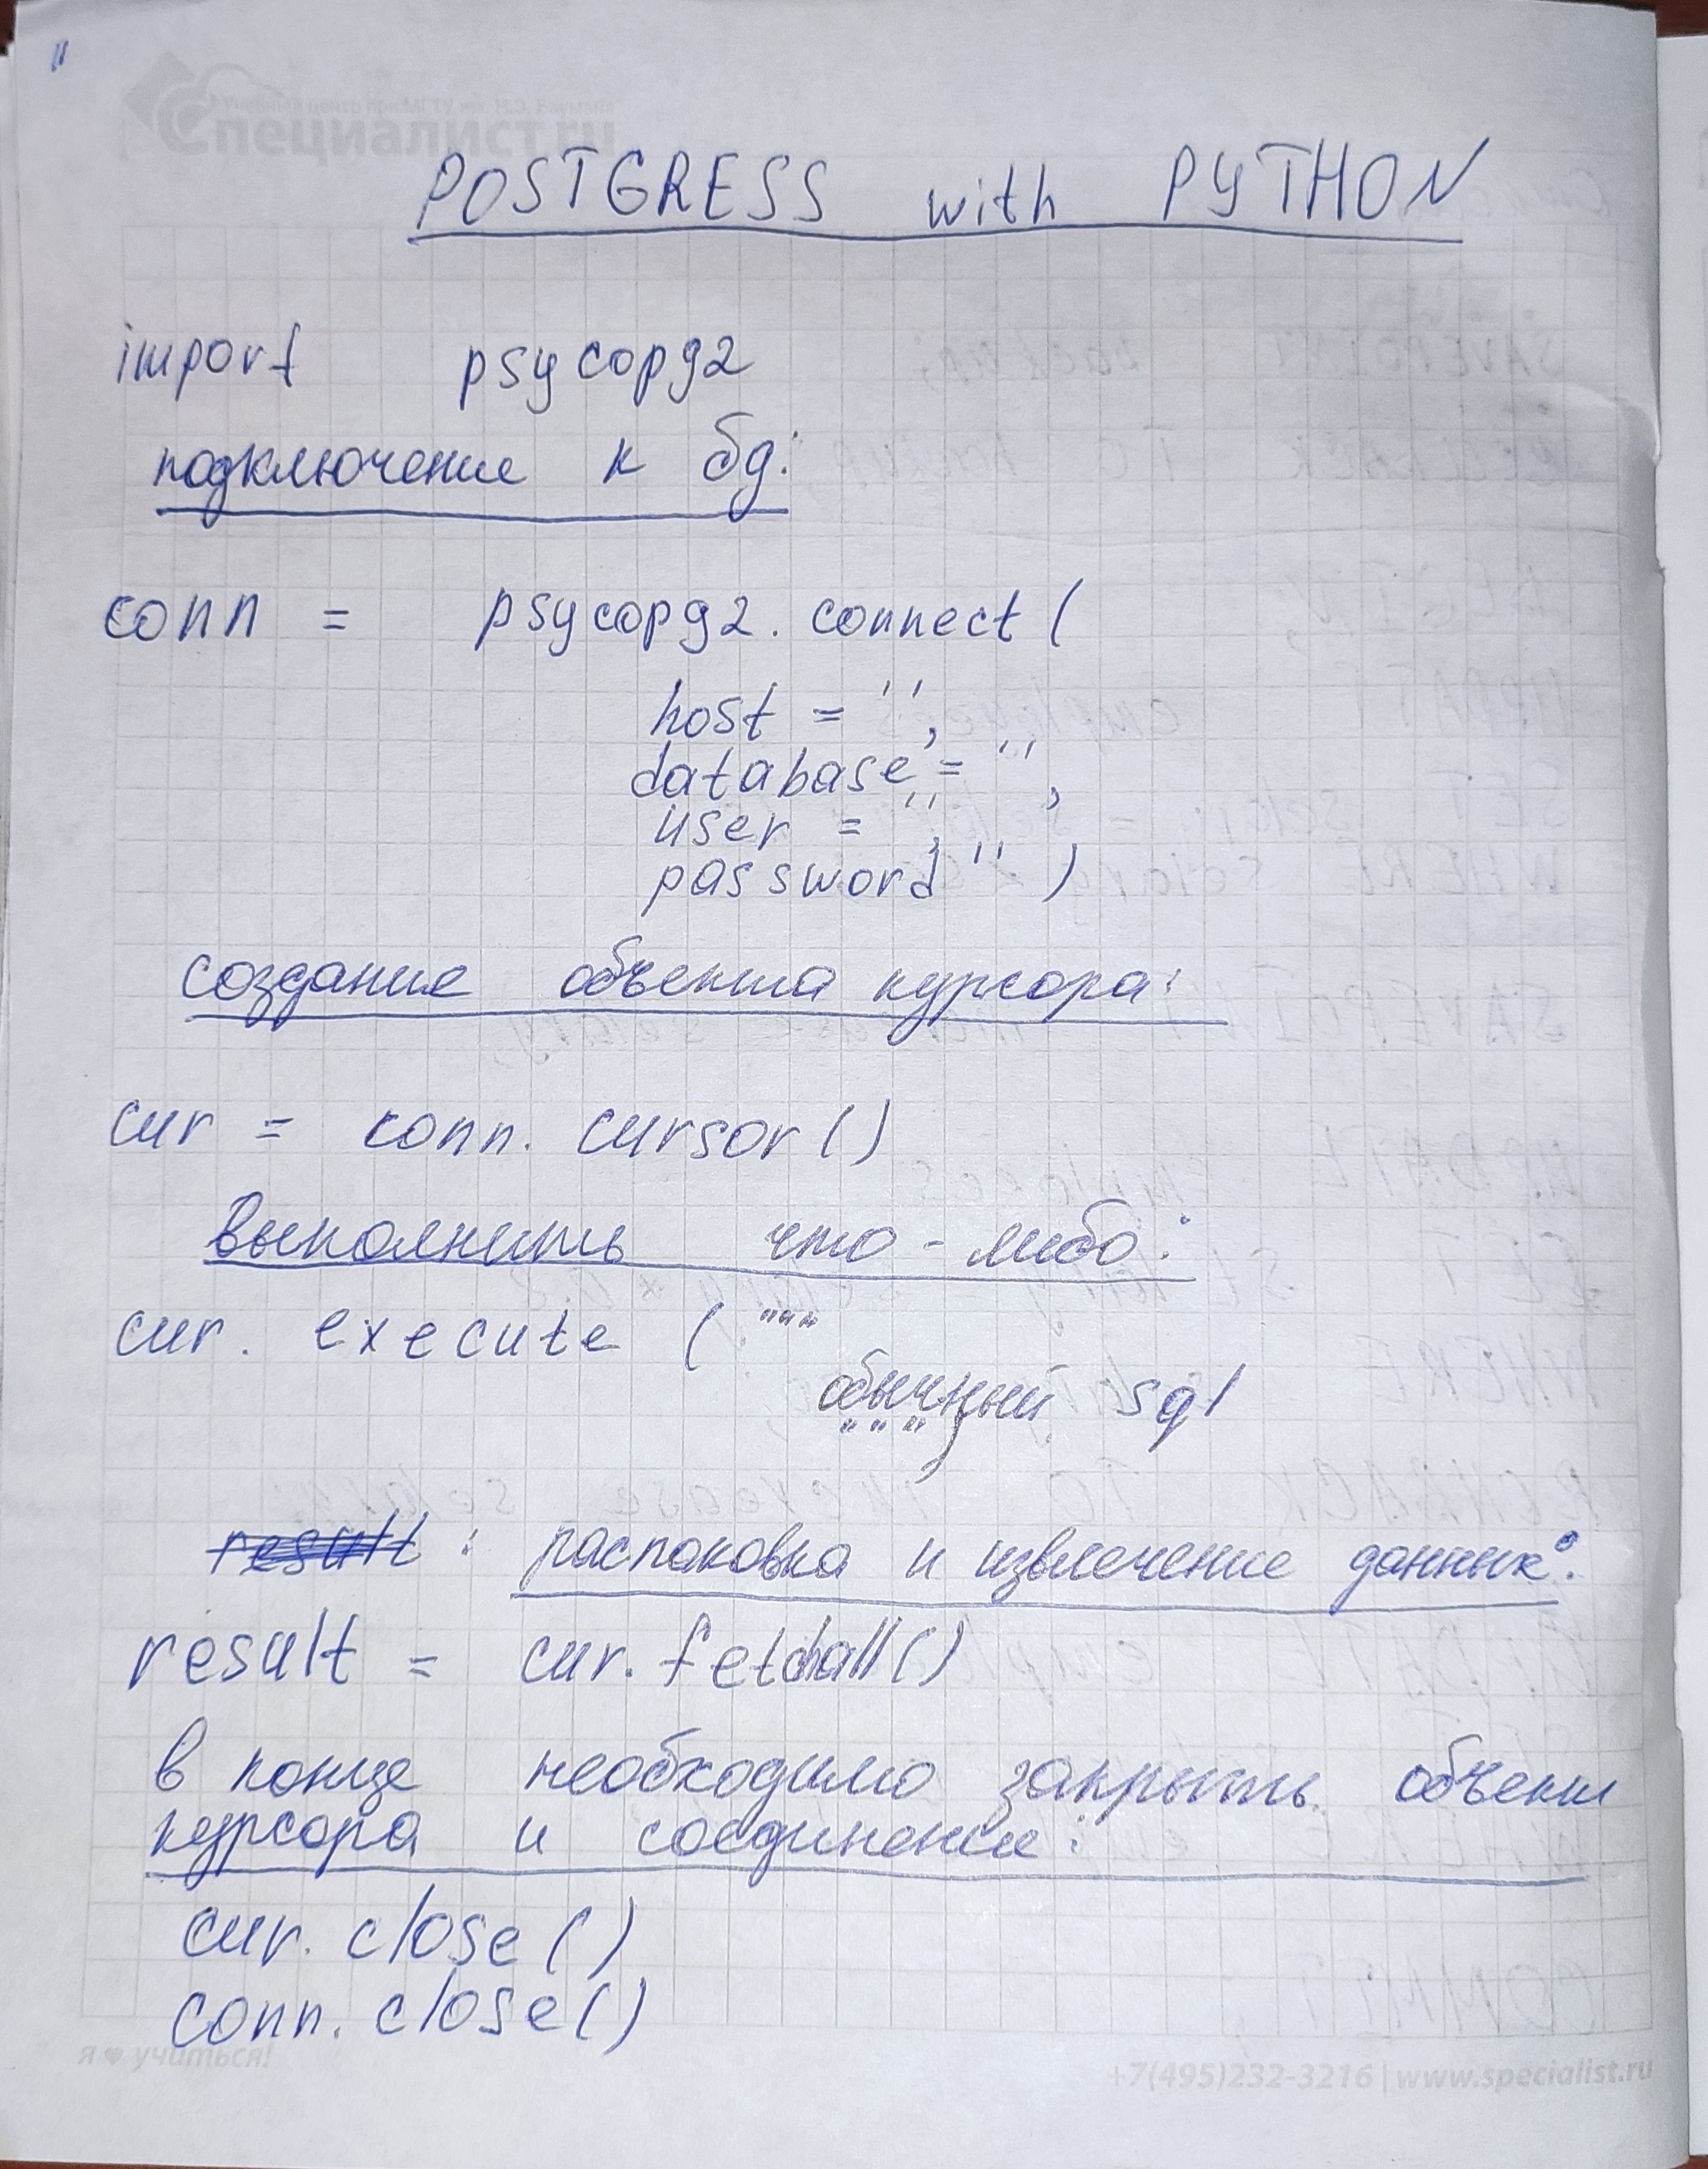 Учебный центр при МГТУ им. Н.Э. Баумана
Специалист.ru
POSTGRESS with PYTHON
import psycopg2
подключение к бд:
conn = psycopg2. connect (
host = '',
database = '',
user = '',
password '' )
создание объекта курсора:
cur = conn. cursor ()
выполнить что-либо:
cur. execute ( """
обычный sql
""" )
result : распаковка и извлечение данных:
result = cur. fetchall ()
в конце необходимо закрыть объект
курсора и соединение:
cur. close ()
conn. close ()
я ❤ учиться!
+7(495)232-3216 | www.specialist.ru